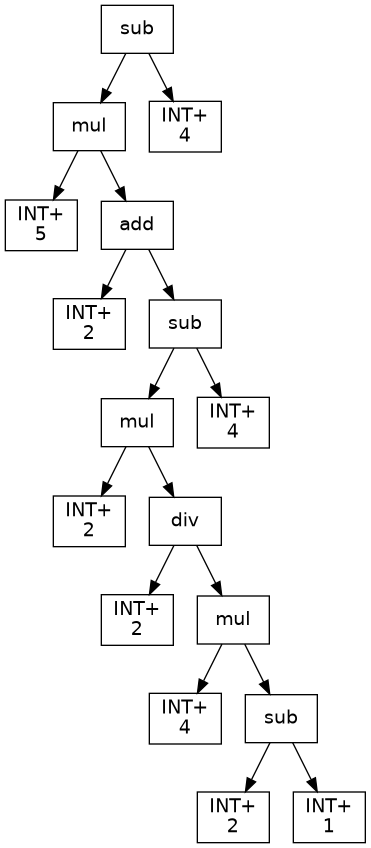 sub
mul
INT+
4
INT+
5
add
INT+
2
sub
mul
INT+
4
INT+
2
div
INT+
2
mul
INT+
4
sub
INT+
2
INT+
1